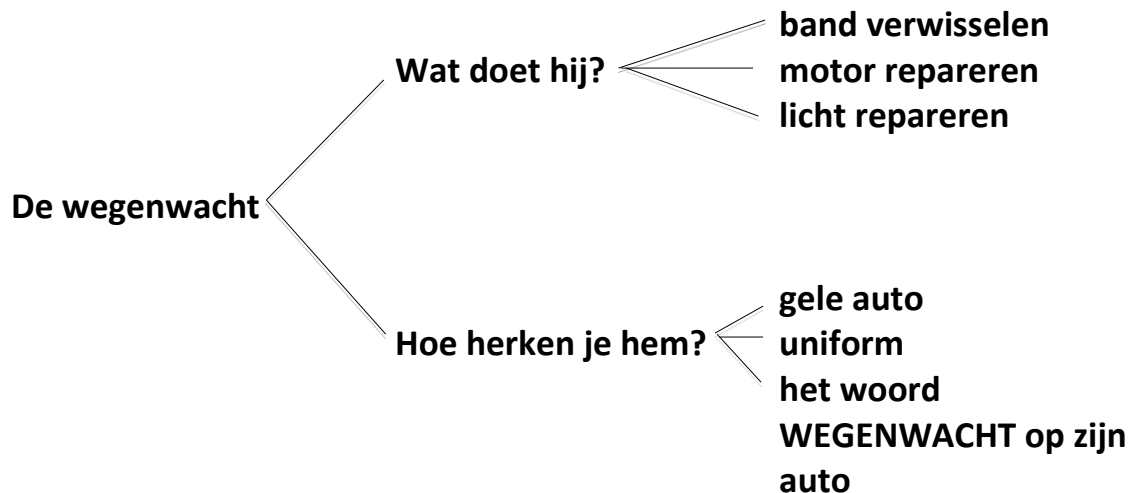 De wegenwacht
Wat doet hij?
band verwisselen
motor repareren
licht repareren
Hoe herken je hem?
gele auto
uniform
het woord
WEGENWACHT op zijn
auto